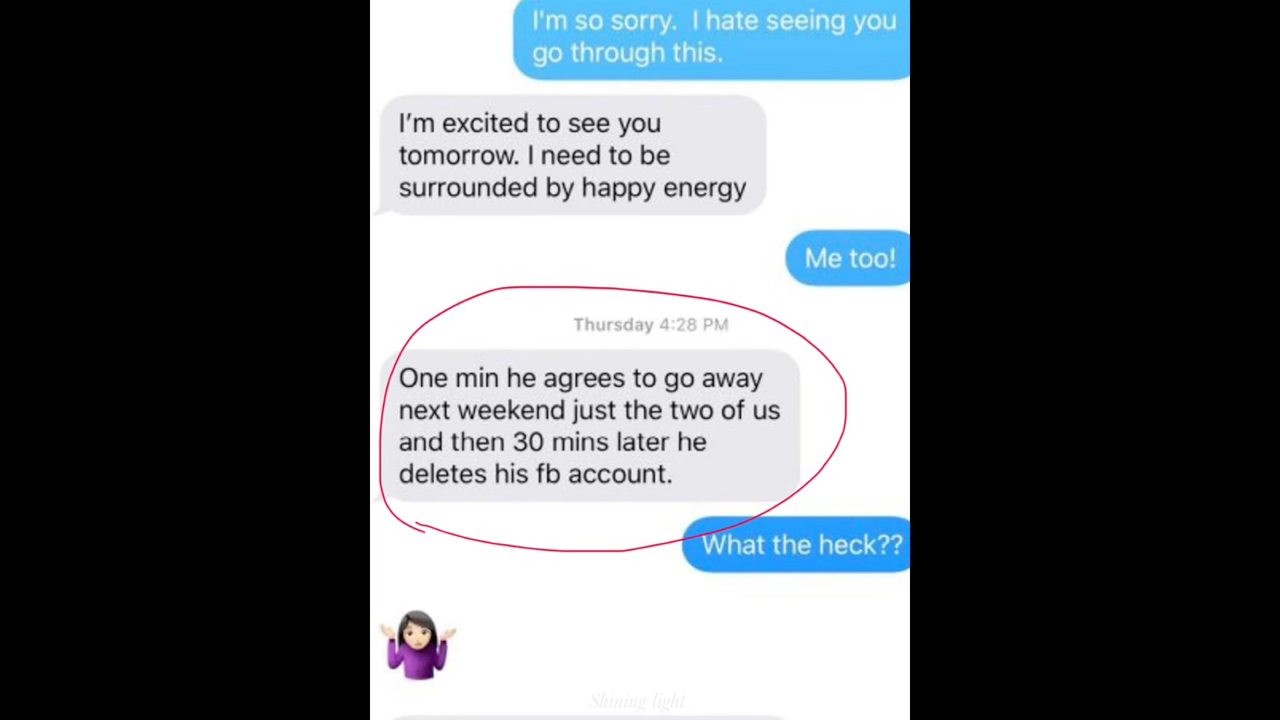 I'm so sorry.  I hate seeing you
go through this.
I'm excited to see you
tomorrow. I need to be
surrounded by happy energy
Me too!
Thursday 4:28 PM
One min he agrees to go away
next weekend just the two of us
and then 30 mins later he
deletes his fb account.
What the heck??
Shining light